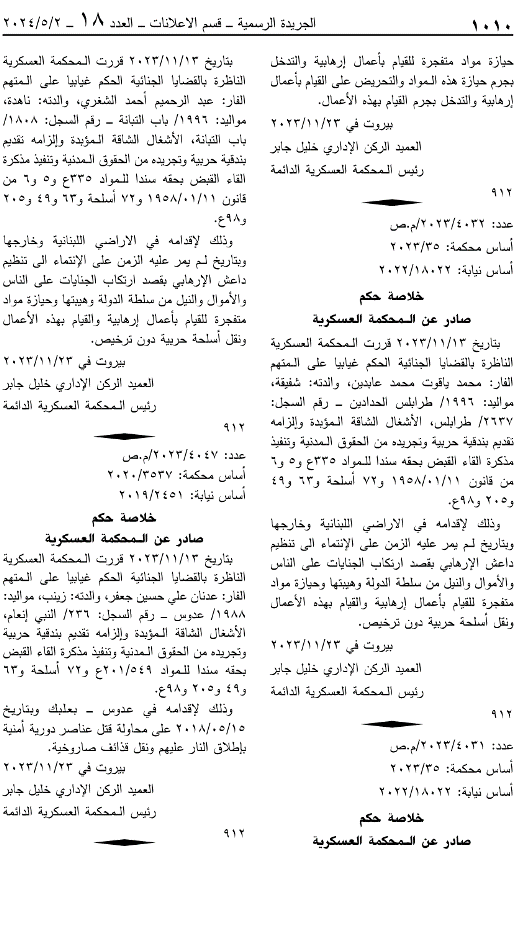 ١٠١٠
الجريدة الرسمية ــ قسم الاعلانات ــ العدد ١٨ ــ ٢٠٢٤/٥/٢
حيازة مواد متفجرة للقيام بأعمال إرهابية والتدخل
بجرم حيازة هذه المواد والتحريض على القيام بأعمال
إرهابية والتدخل بجرم القيام بهذه الأعمال.
بيروت في ٢٠٢٣/١١/٢٣
العميد الركن الإداري خليل جابر
رئيس المحكمة العسكرية الدائمة
٩١٢
عدد: ٢٠٢٣/٤٠٣٢/م.ص
أساس محكمة: ٢٠٢٣/٣٥
أساس نيابة: ٢٠٢٢/١٨٠٢٢
خلاصة حكم
صادر عن المحكمة العسكرية
بتاريخ ٢٠٢٣/١١/١٣ قررت المحكمة العسكرية
الناظرة بالقضايا الجنائية الحكم غيابيا على المتهم
الفار: محمد ياقوت محمد عابدين، والدته: شفيقة،
مواليد: ١٩٩٦/ طرابلس الحدادين ــ رقم السجل:
٢٦٣٧/ طرابلس، الأشغال الشاقة المؤبدة وإلزامه
تقديم بندقية حربية وتجريده من الحقوق المدنية وتنفيذ
مذكرة القاء القبض بحقه سندا للمواد ٣٣٥ع و٥ و٦
من قانون ١٩٥٨/٠١/١١ و٧٢ أسلحة و٦٣ و٤٩
و٢٠٥ و٩٨ع.
وذلك لإقدامه في الاراضي اللبنانية وخارجها
وبتاريخ لم يمر عليه الزمن على الإنتماء الى تنظيم
داعش الإرهابي بقصد ارتكاب الجنايات على الناس
والأموال والنيل من سلطة الدولة وهيبتها وحيازة مواد
متفجرة للقيام بأعمال إرهابية والقيام بهذه الأعمال
ونقل أسلحة حربية دون ترخيص.
بيروت في ٢٠٢٣/١١/٢٣
العميد الركن الإداري خليل جابر
رئيس المحكمة العسكرية الدائمة
٩١٢
عدد: ٢٠٢٣/٤٠٣١/م.ص
أساس محكمة: ٢٠٢٣/٣٥
أساس نيابة: ٢٠٢٢/١٨٠٢٢
خلاصة حكم
صادر عن المحكمة العسكرية
بتاريخ ٢٠٢٣/١١/١٣ قررت المحكمة العسكرية
الناظرة بالقضايا الجنائية الحكم غيابيا على المتهم
الفار: عبد الرحيم أحمد الشغري، والدته: ناهدة،
مواليد: ١٩٩٦/ باب التبانة ــ رقم السجل: ١٨٠٨/
باب التبانة، الأشغال الشاقة المؤبدة وإلزامه تقديم
بندقية حربية وتجريده من الحقوق المدنية وتنفيذ مذكرة
القاء القبض بحقه سندا للمواد ٣٣٥ع و٥ و٦ من
قانون ١٩٥٨/٠١/١١ و٧٢ أسلحة و٦٣ و٤٩ و٢٠٥
و٩٨ع.
وذلك لإقدامه في الاراضي اللبنانية وخارجها
وبتاريخ لم يمر عليه الزمن على الإنتماء الى تنظيم
داعش الإرهابي بقصد ارتكاب الجنايات على الناس
والأموال والنيل من سلطة الدولة وهيبتها وحيازة مواد
متفجرة للقيام بأعمال إرهابية والقيام بهذه الأعمال
ونقل أسلحة حربية دون ترخيص.
بيروت في ٢٠٢٣/١١/٢٣
العميد الركن الإداري خليل جابر
رئيس المحكمة العسكرية الدائمة
٩١٢
عدد: ٢٠٢٣/٤٠٤٧/م.ص
أساس محكمة: ٢٠٢٠/٣٥٣٧
أساس نيابة: ٢٠١٩/٢٤٥١
خلاصة حكم
صادر عن المحكمة العسكرية
بتاريخ ٢٠٢٣/١١/١٣ قررت المحكمة العسكرية
الناظرة بالقضايا الجنائية الحكم غيابيا على المتهم
الفار: عدنان علي حسين جعفر، والدته: زينب، مواليد:
١٩٨٨/ عدوس ــ رقم السجل: ٢٣٦/ النبي إنعام،
الأشغال الشاقة المؤبدة وإلزامه تقديم بندقية حربية
وتجريده من الحقوق المدنية وتنفيذ مذكرة القاء القبض
بحقه سندا للمواد ٢٠١/٥٤٩ع و٧٢ أسلحة و٦٣
و٤٩ و٢٠٥ و٩٨ع.
وذلك لإقدامه في عدوس ــ بعلبك وبتاريخ
٢٠١٨/٠٥/١٥ على محاولة قتل عناصر دورية أمنية
بإطلاق النار عليهم ونقل قذائف صاروخية.
بيروت في ٢٠٢٣/١١/٢٣
العميد الركن الإداري خليل جابر
رئيس المحكمة العسكرية الدائمة
٩١٢